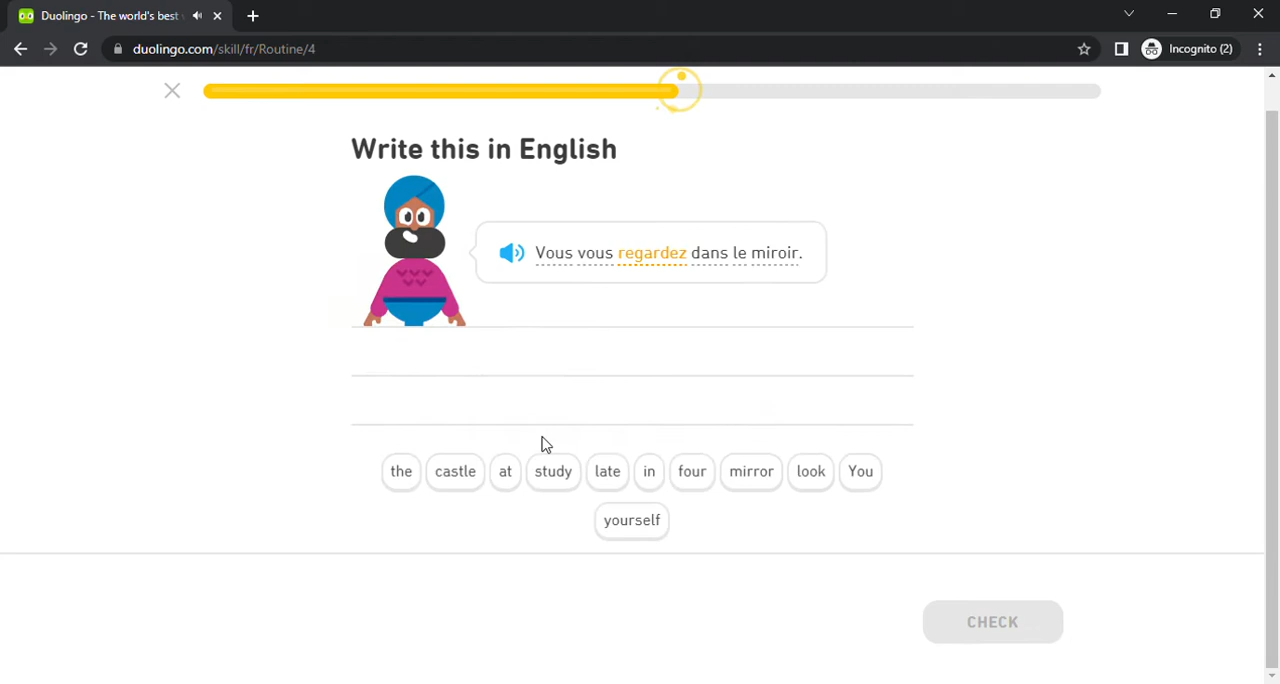 Duolingo - The world's best
duolingo.com/skill/fr/Routine/4
Incognito (2)
Write this in English
Vous vous regardez dans le miroir.
the castle at study late in four mirror look You
yourself
CHECK